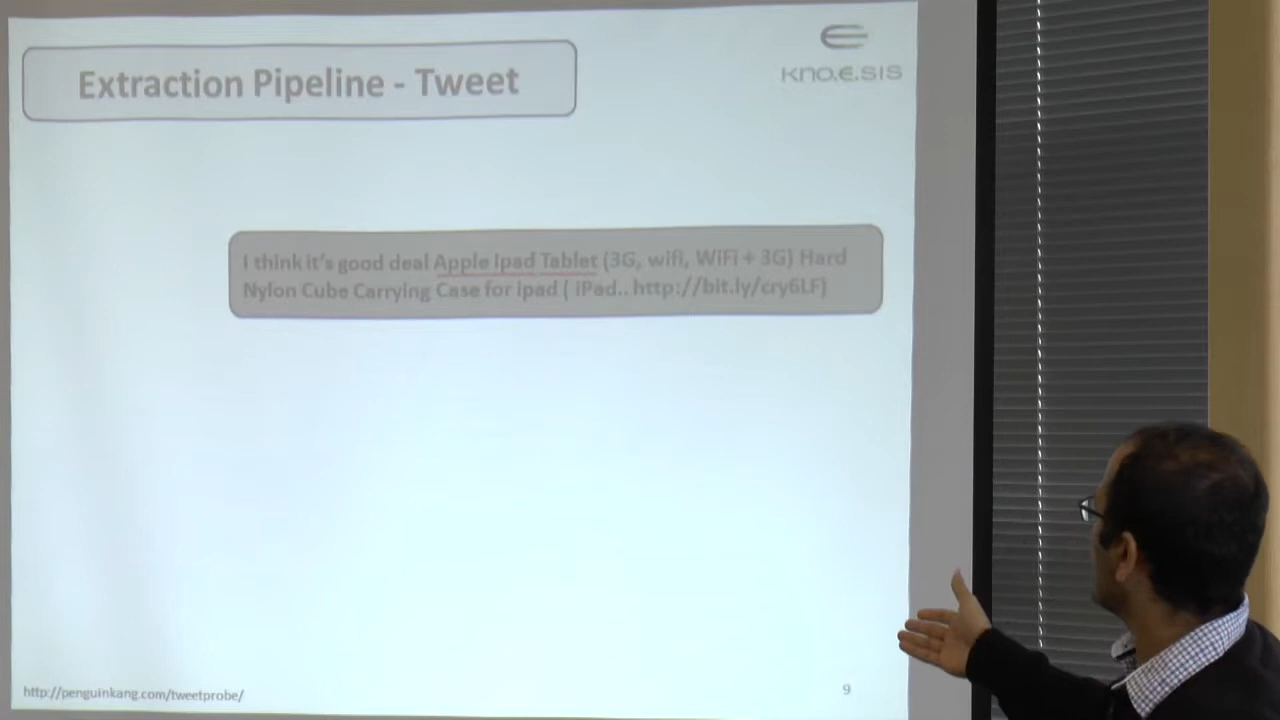 Extraction Pipeline - Tweet
kno.e.sis
I think it's good deal Apple Ipad Tablet (3G, wifi, WiFi + 3G) Hard
Nylon Cube Carrying Case for ipad ( iPad.. http://bit.ly/cry6LF)
http://penguinkang.com/tweetprobe/
9